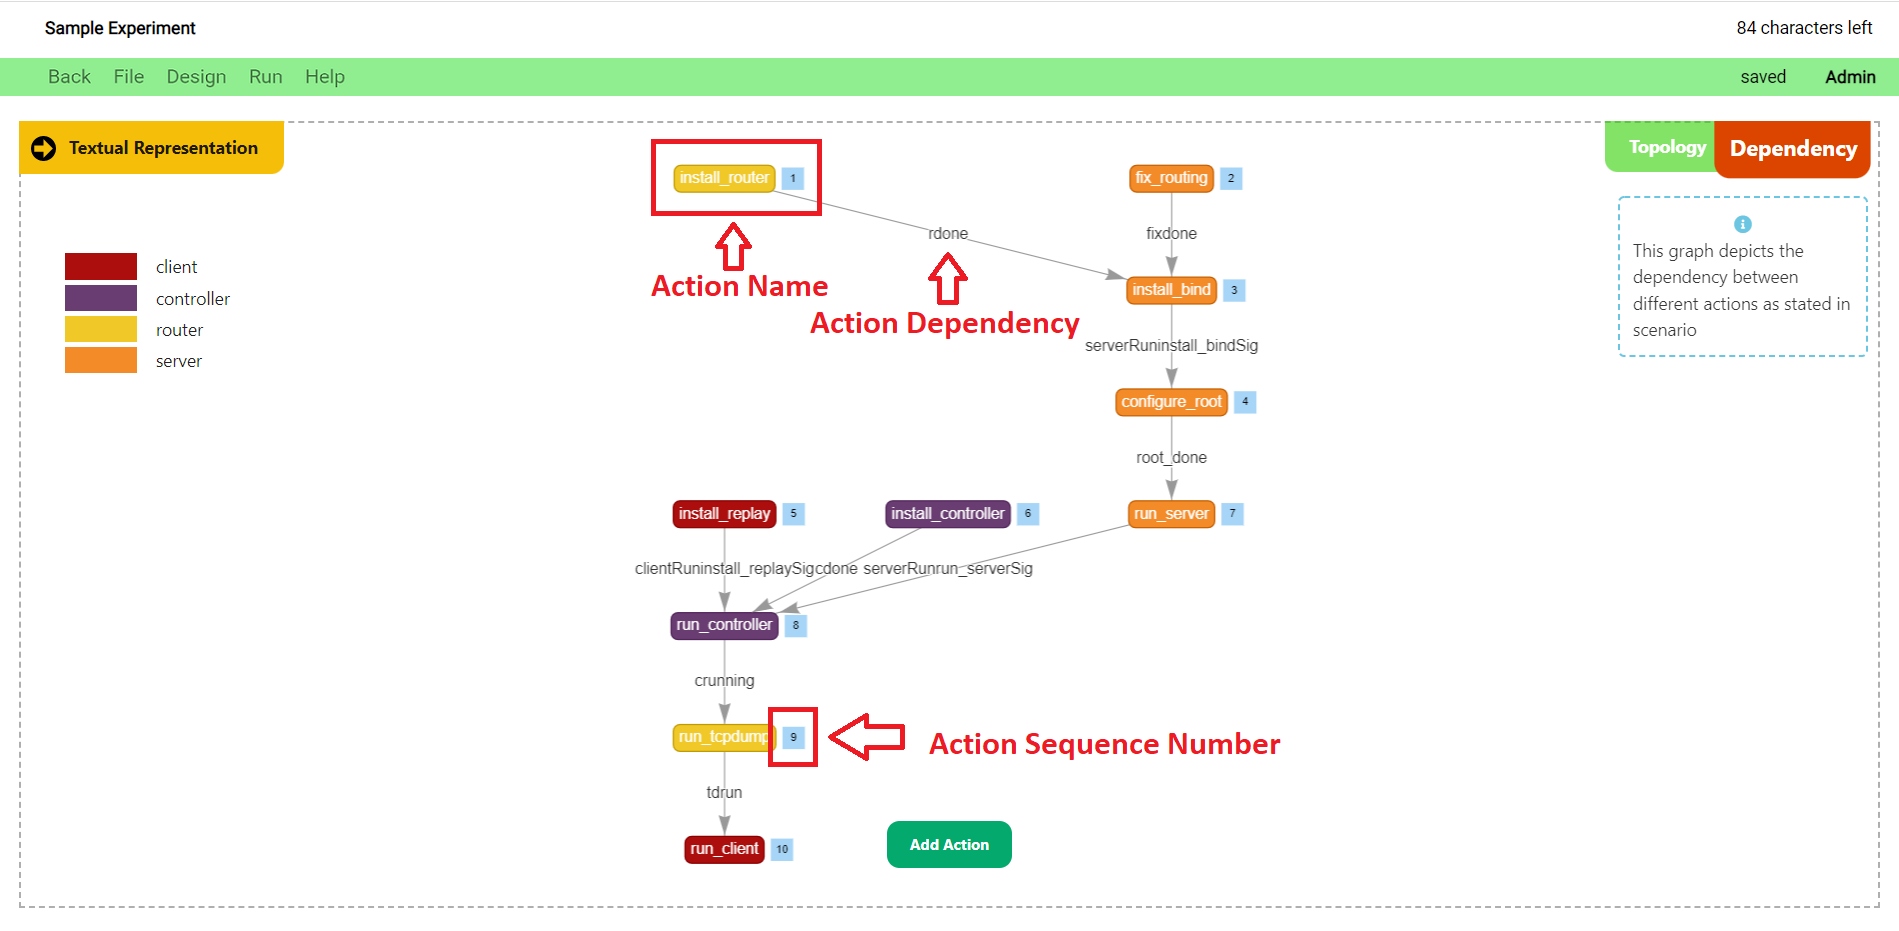 Sample Experiment
84 characters left
Back File Design Run Help
saved Admin
Textual Representation
Topology Dependency
install_router 1
fix_routing 2
rdone
fixdone
This graph depicts the
dependency between
different actions as stated in
scenario
client
controller
router
server
Action Name
Action Dependency
install_bind 3
serverRuninstall_bindSig
configure_root 4
root_done
install_replay 5
install_controller 6
run_server 7
clientRuninstall_replaySig
cdone
serverRunrun_serverSig
run_controller 8
crunning
run_tcpdump 9
Action Sequence Number
tdrun
run_client 10
Add Action